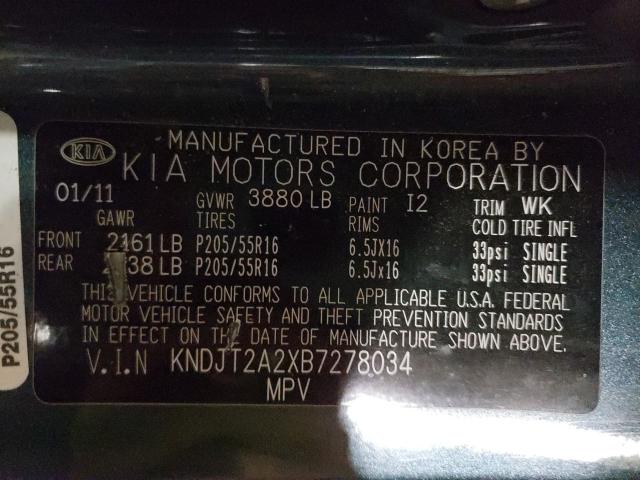 KIA
MANUFACTURED IN KOREA BY
KIA MOTORS CORPORATION
01/11 GVWR 3880 LB PAINT I2 TRIM WK
GAWR TIRES RIMS COLD TIRE INFL
FRONT 2161 LB P205/55R16 6.5JX16 33psi SINGLE
REAR LB P205/55R16 6.5Jx16 33psi SINGLE
THIS VEHICLE CONFORMS TO ALL APPLICABLE U.S.A. FEDERAL
MOTOR VEHICLE SAFETY AND THEFT PREVENTION STANDARDS
IN EFFECT ON THE DATE OF MANUFACTURE SHOWN ABOVE.
V.I.N KNDJT2A2XB7278034
MPV
P205/55R16